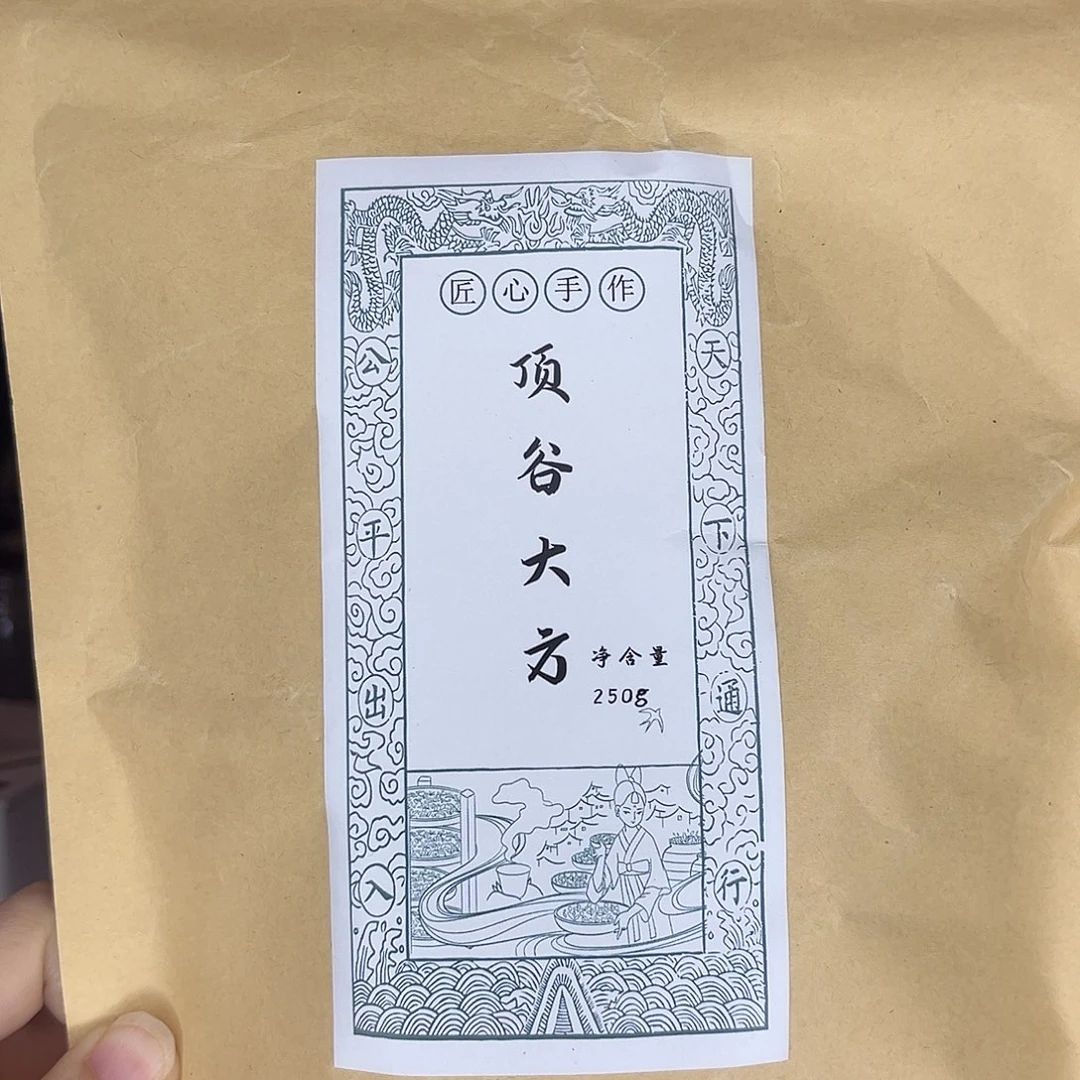 匠心手作
天下通行
公平出入
顶谷大方
净含量
250g